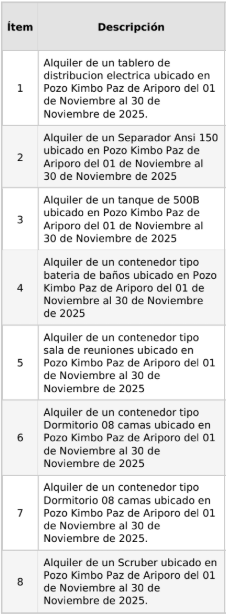 Ítem Descripción
Alquiler de un tablero de
distribucion electrica ubicado en
1 Pozo Kimbo Paz de Ariporo del 01
de Noviembre al 30 de
Noviembre de 2025.
Alquiler de un Separador Ansi 150
2 ubicado en Pozo Kimbo Paz de
Ariporo del 01 de Noviembre al
30 de Noviembre de 2025
Alquiler de un tanque de 500B
3 ubicado en Pozo Kimbo Paz de
Ariporo del 01 de Noviembre al
30 de Noviembre de 2025
Alquiler de un contenedor tipo
bateria de baños ubicado en Pozo
4 Kimbo Paz de Ariporo del 01 de
Noviembre al 30 de Noviembre
de 2025
Alquiler de un contenedor tipo
sala de reuniones ubicado en
5 Pozo Kimbo Paz de Ariporo del 01
de Noviembre al 30 de
Noviembre de 2025
Alquiler de un contenedor tipo
Dormitorio 08 camas ubicado en
6 Pozo Kimbo Paz de Ariporo del 01
de Noviembre al 30 de
Noviembre de 2025
Alquiler de un contenedor tipo
Dormitorio 08 camas ubicado en
7 Pozo Kimbo Paz de Ariporo del 01
de Noviembre al 30 de
Noviembre de 2025.
Alquiler de un Scruber ubicado en
8 Pozo Kimbo Paz de Ariporo del 01
de Noviembre al 30 de
Noviembre de 2025.